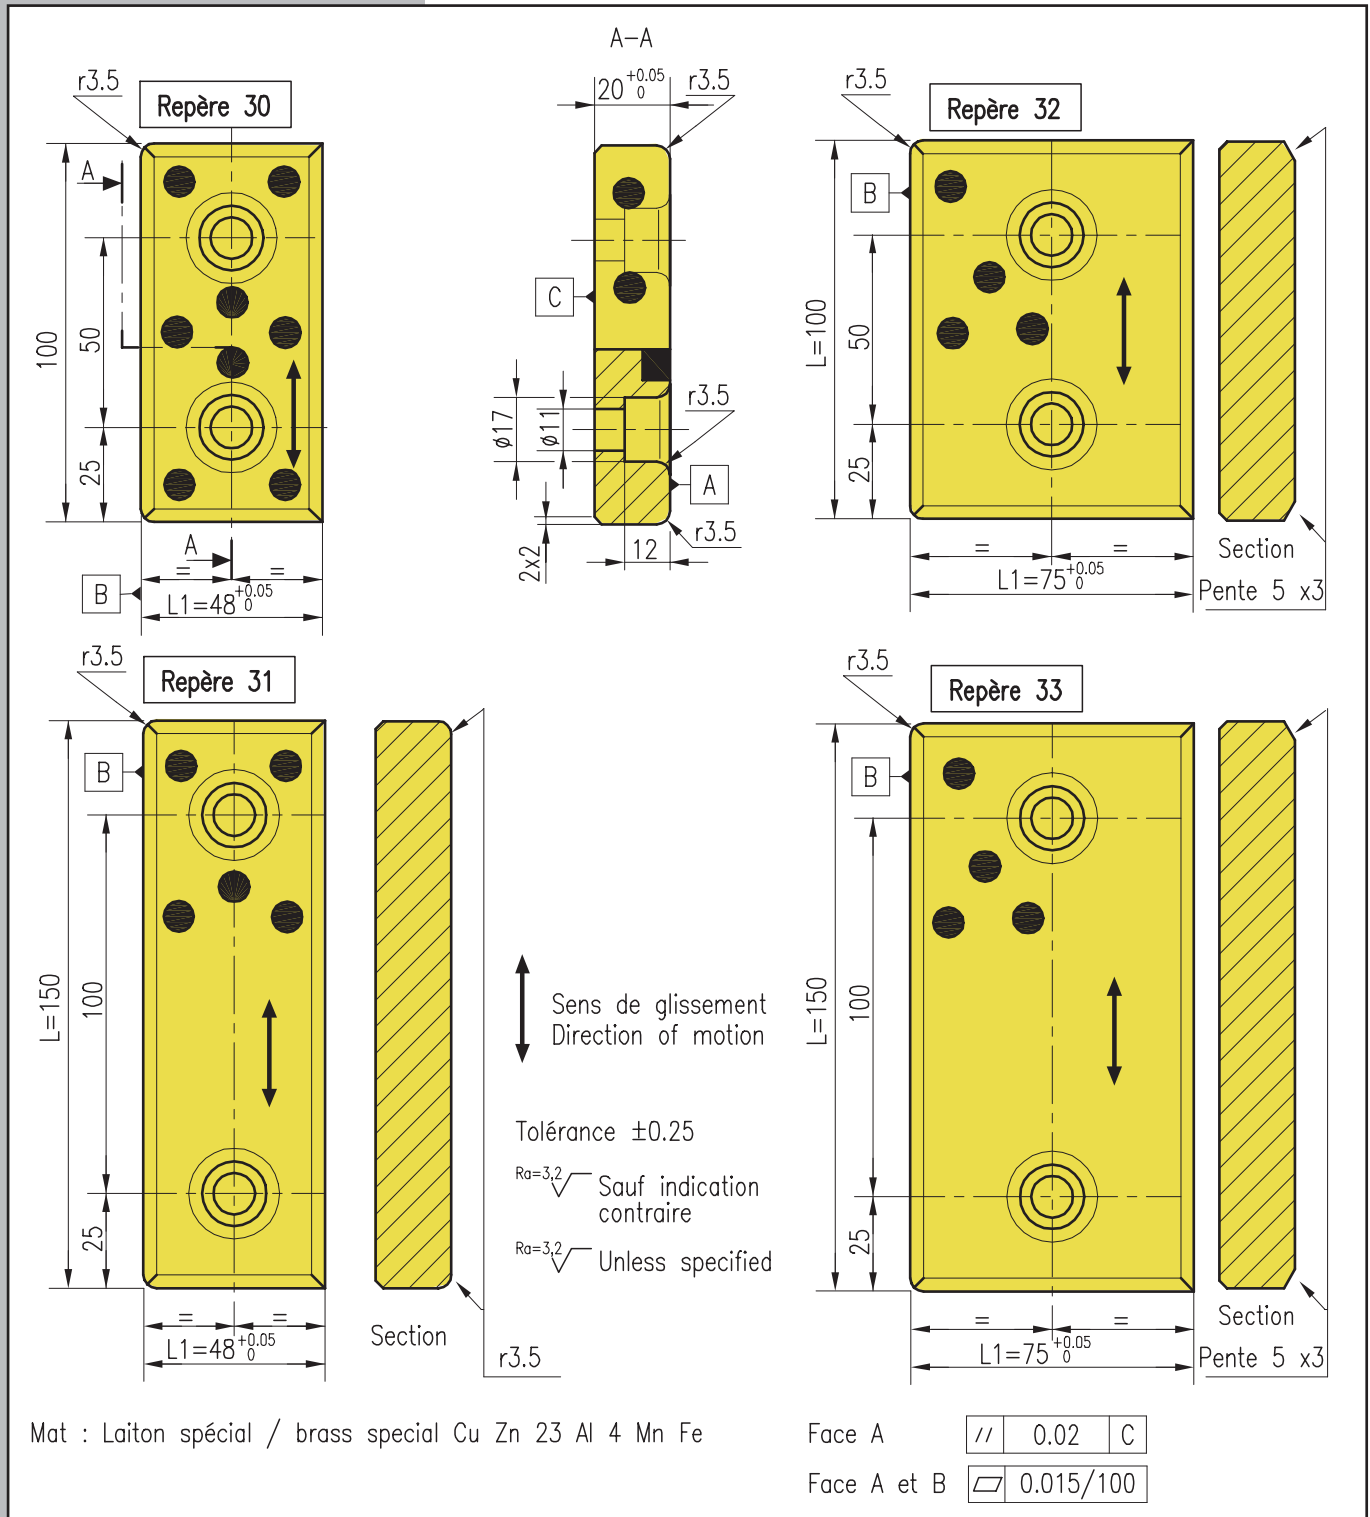 A–A
r3.5
Repère 30
20 +0.05 0
r3.5
r3.5
Repère 32
A
B
C
100
50
25
L=100
50
25
φ17
φ11
r3.5
A
r3.5
2x2
12
A
= =
B
L1=48 +0.05 0
= =
L1=75 +0.05 0
Section
Pente 5 x3
r3.5
Repère 31
r3.5
Repère 33
B
B
L=150
100
25
L=150
100
25
Sens de glissement
Direction of motion
Tolérance ±0.25
Ra=3,2 Sauf indication
contraire
Ra=3,2 Unless specified
= =
L1=48 +0.05 0
Section
r3.5
= =
L1=75 +0.05 0
Section
Pente 5 x3
Mat : Laiton spécial / brass special Cu Zn 23 Al 4 Mn Fe
Face A // 0.02 C
Face A et B ▱ 0.015/100